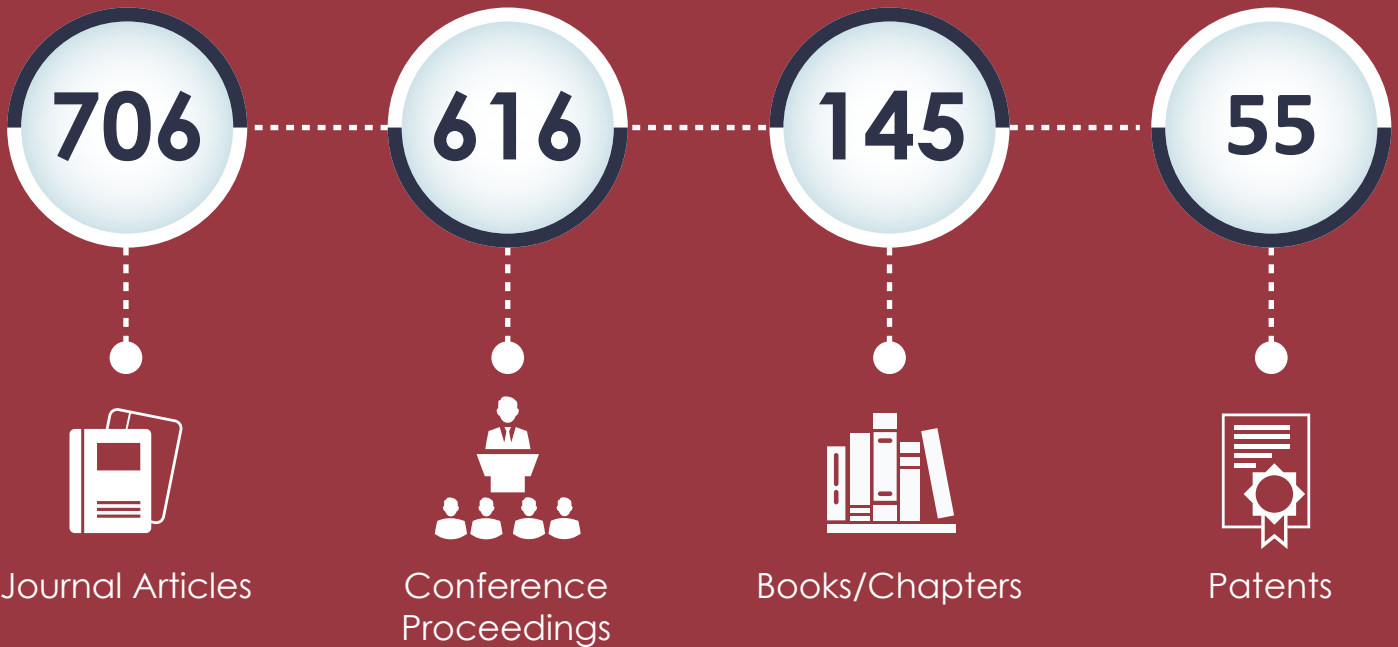 706
616
145
55
Journal Articles
Conference
Proceedings
Books/Chapters
Patents